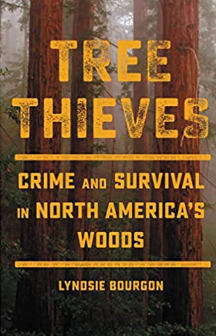 TREE
THIEVES
CRIME AND SURVIVAL
IN NORTH AMERICA'S
WOODS
LYNDSIE BOURGON